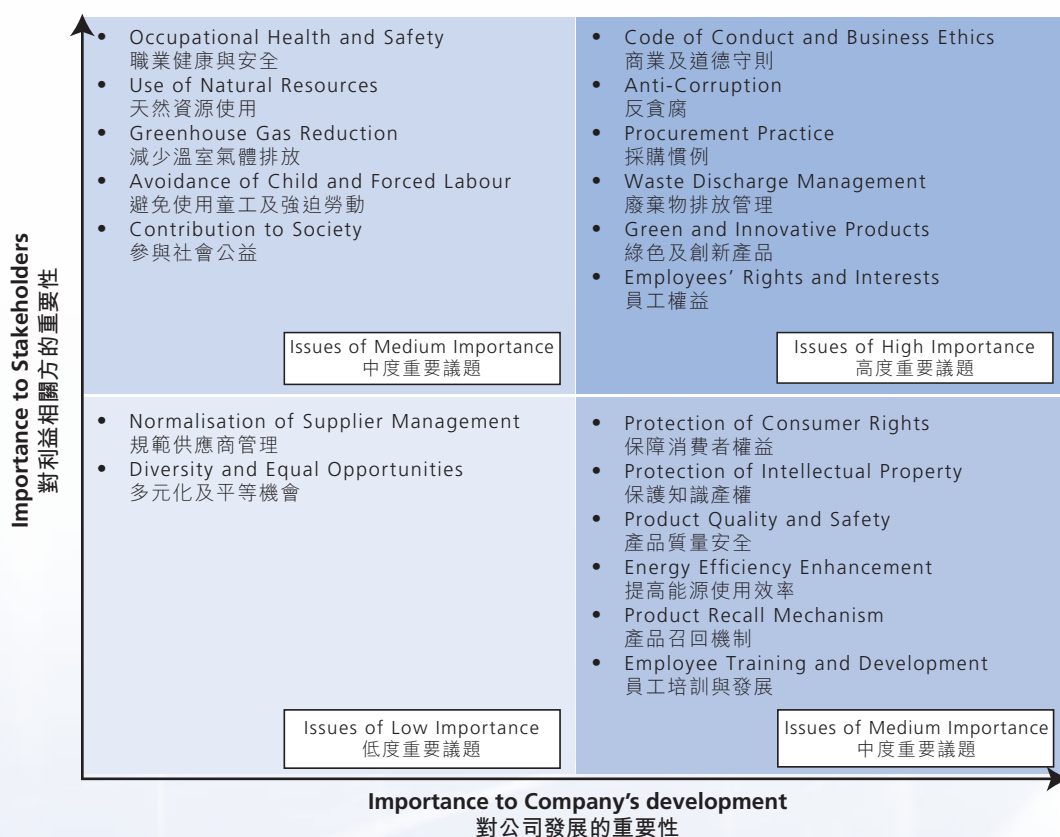 Importance to Stakeholders
對利益相關方的重要性
• Occupational Health and Safety
職業健康與安全
• Use of Natural Resources
天然資源使用
• Greenhouse Gas Reduction
減少溫室氣體排放
• Avoidance of Child and Forced Labour
避免使用童工及強迫勞動
• Contribution to Society
參與社會公益
Issues of Medium Importance
中度重要議題
• Code of Conduct and Business Ethics
商業及道德守則
• Anti-Corruption
反貪腐
• Procurement Practice
採購慣例
• Waste Discharge Management
廢棄物排放管理
• Green and Innovative Products
綠色及創新產品
• Employees’ Rights and Interests
員工權益
Issues of High Importance
高度重要議題
• Normalisation of Supplier Management
規範供應商管理
• Diversity and Equal Opportunities
多元化及平等機會
Issues of Low Importance
低度重要議題
• Protection of Consumer Rights
保障消費者權益
• Protection of Intellectual Property
保護知識產權
• Product Quality and Safety
產品質量安全
• Energy Efficiency Enhancement
提高能源使用效率
• Product Recall Mechanism
產品召回機制
• Employee Training and Development
員工培訓與發展
Issues of Medium Importance
中度重要議題
Importance to Company’s development
對公司發展的重要性